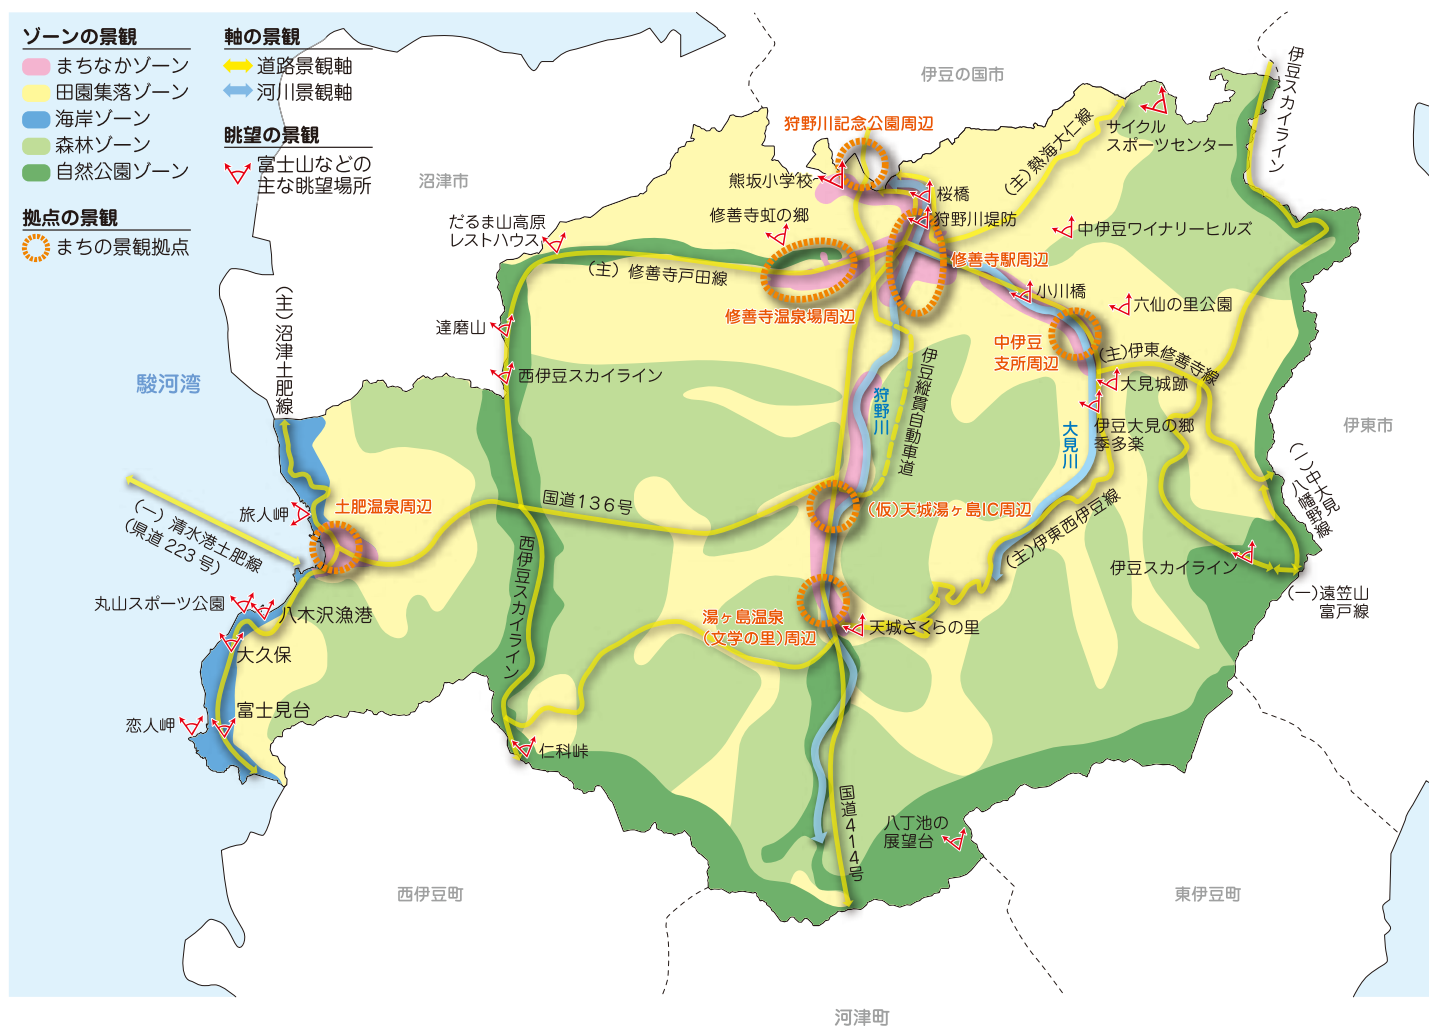 ゾーンの景観
まちなかゾーン
田園集落ゾーン
海岸ゾーン
森林ゾーン
自然公園ゾーン
拠点の景観
まちの景観拠点
軸の景観
道路景観軸
河川景観軸
眺望の景観
富士山などの
主な眺望場所
伊豆の国市
沼津市
伊豆スカイライン
狩野川記念公園周辺
(主)熱海大仁線
サイクル
スポーツセンター
熊坂小学校
桜橋
修善寺虹の郷
狩野川堤防
だるま山高原
レストハウス
中伊豆ワイナリーヒルズ
(主)修善寺戸田線
修善寺駅周辺
小川橋
六仙の里公園
(主)沼津土肥線
達磨山
修善寺温泉場周辺
中伊豆
支所周辺
(主)伊東修善寺線
駿河湾
西伊豆スカイライン
伊豆縦貫自動車道
大見城跡
狩野川
大見川
伊豆大見の郷
季多楽
伊東市
(一)中大見
八幡野線
(一)清水港土肥線
(県道223号)
旅人岬
土肥温泉周辺
国道136号
(仮)天城湯ヶ島IC周辺
(主)伊東西伊豆線
西伊豆スカイライン
伊豆スカイライン
(一)遠笠山
富戸線
丸山スポーツ公園
八木沢漁港
湯ヶ島温泉
(文学の里)周辺
天城さくらの里
大久保
富士見台
恋人岬
仁科峠
国道414号
八丁池の
展望台
西伊豆町
東伊豆町
河津町